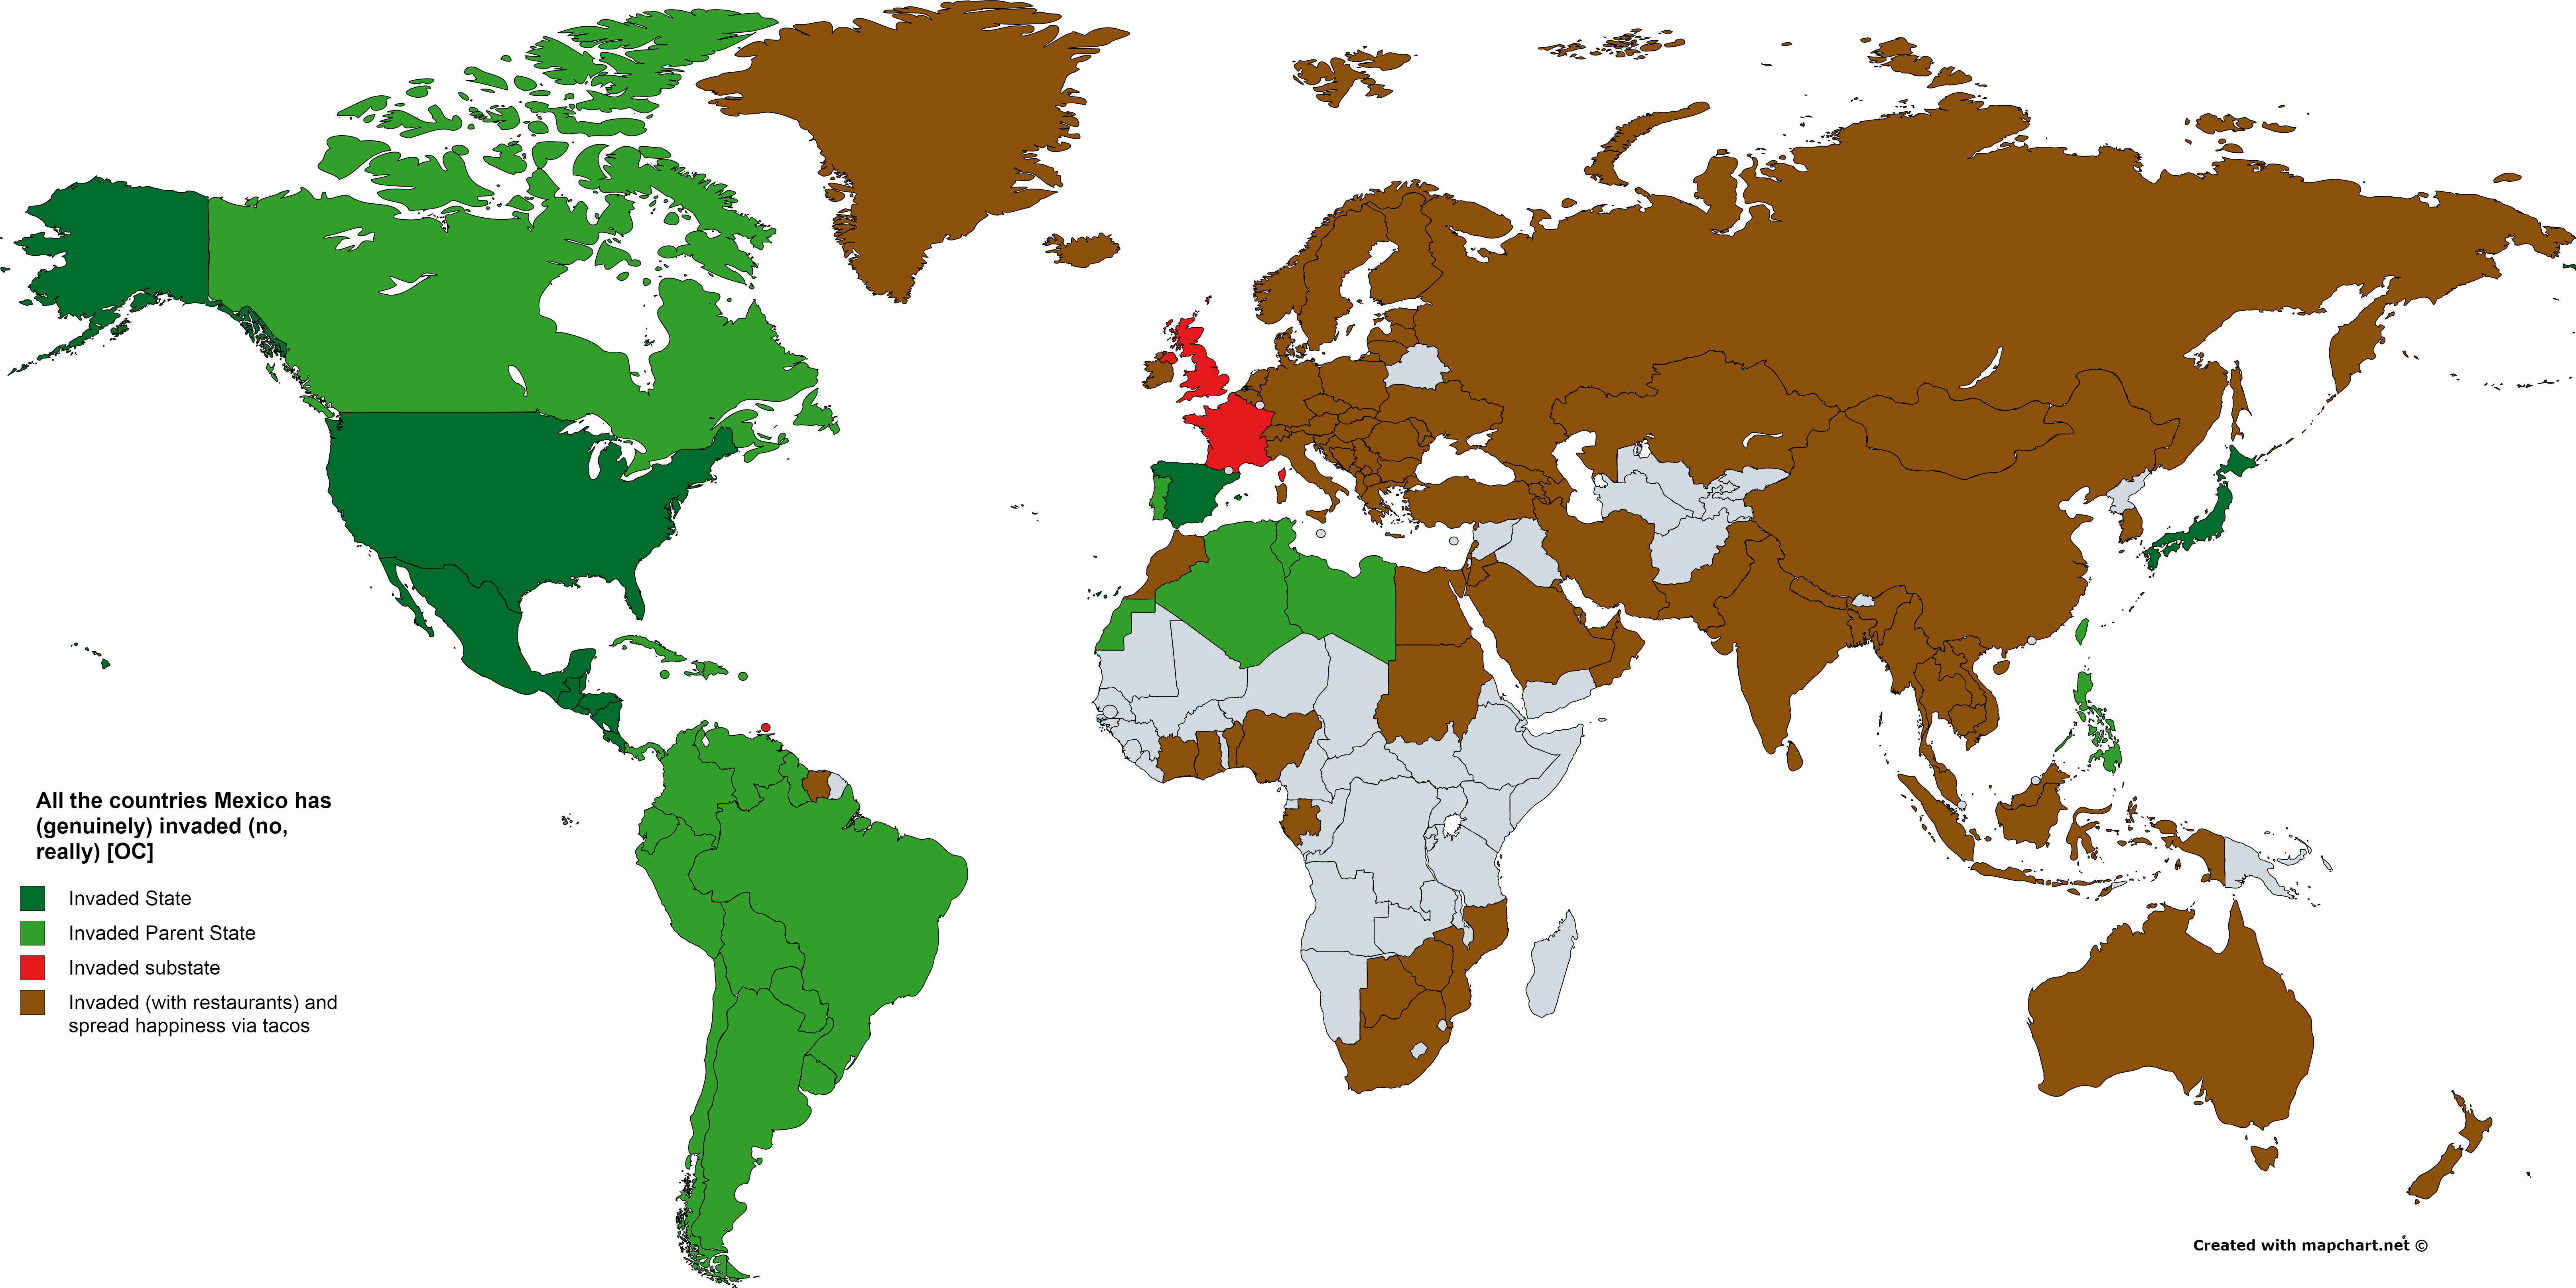 All the countries Mexico has
(genuinely) invaded (no,
really) [OC]
Invaded State
Invaded Parent State
Invaded substate
Invaded (with restaurants) and
spread happiness via tacos
Created with mapchart.net ©